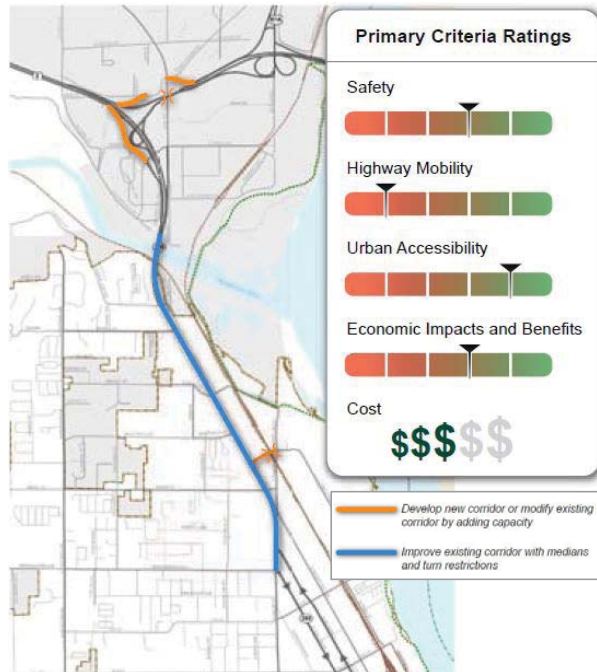 Primary Criteria Ratings
Safety
Highway Mobility
Urban Accessibility
Economic Impacts and Benefits
Cost
$$$$$
Develop new corridor or modify existing
corridor by adding capacity
Improve existing corridor with medians
and turn restrictions